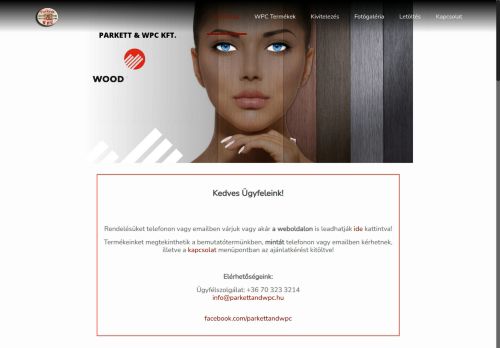 WPC Termékek
Kivitelezés
Fotógaléria
Letöltés
Kapcsolat
PARKETT & WPC KFT.
WOOD
Kedves Ügyfeleink!
Rendelésüket telefonon vagy emailben várjuk vagy akár a weboldalon is leadhatják ide kattintva!
Termékeinket megtekinthetik a bemutatótermünkben, mintát telefonon vagy emailben kérhetnek,
illetve a kapcsolat menüpontban az ajánlatkérést kitöltve!
Elérhetőségeink:
Ügyfélszolgálat: +36 70 323 3214
info@parkettandwpc.hu
facebook.com/parkettandwpc